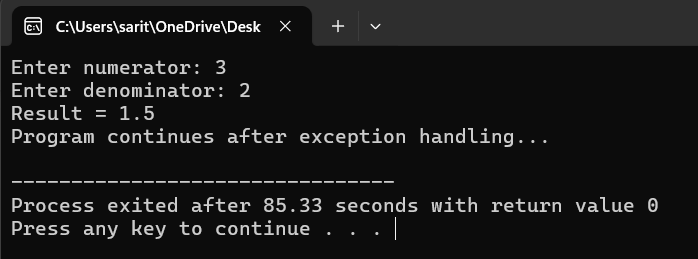 C:\Users\sarit\OneDrive\Desk
Enter numerator: 3
Enter denominator: 2
Result = 1.5
Program continues after exception handling...
--------------------------------
Process exited after 85.33 seconds with return value 0
Press any key to continue . . .